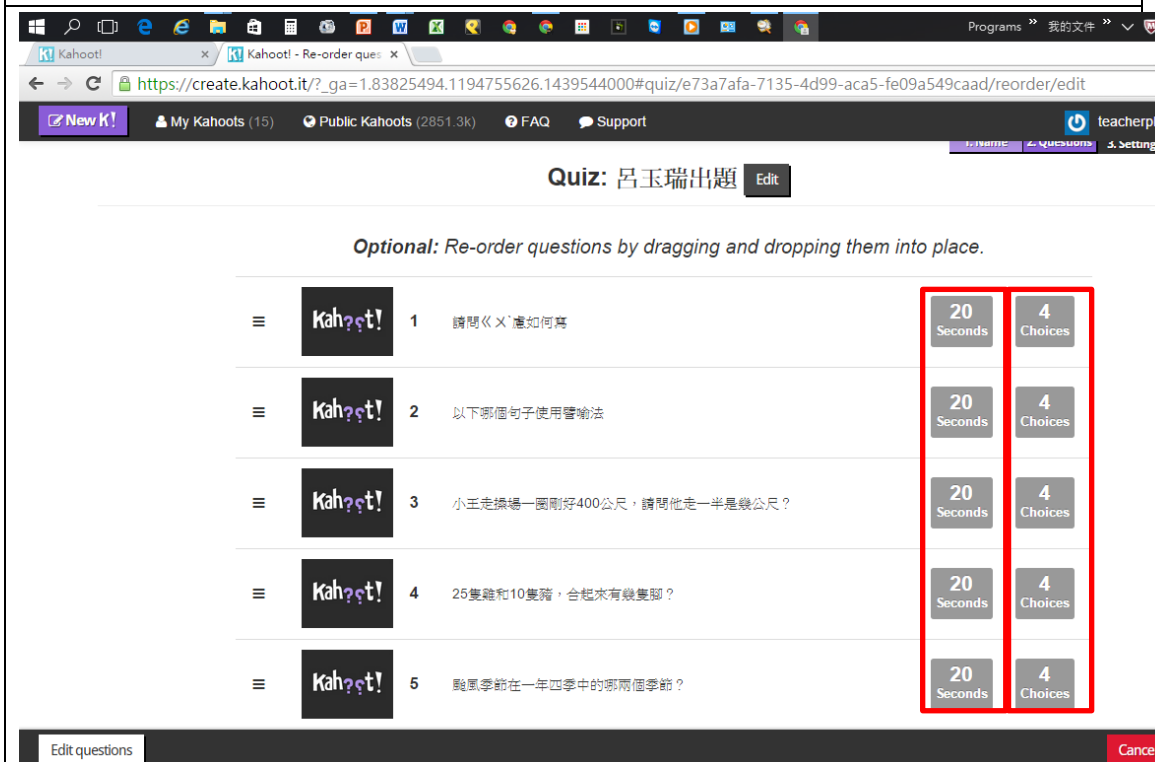 Programs » 我的文件 »
Kahoot! ×
Kahoot! - Re-order ques ×
https://create.kahoot.it/?_ga=1.83825494.1194755626.1439544000#quiz/e73a7afa-7135-4d99-aca5-fe09a549caad/reorder/edit
New K! My Kahoots (15) Public Kahoots (2851.3k) FAQ Support teacherpl
1. Name 2. Questions 3. Setting
Quiz: 呂玉瑞出題 Edit
Optional: Re-order questions by dragging and dropping them into place.
Kahoot! 1 請問ㄍㄨˋ慮如何寫 20 Seconds 4 Choices
Kahoot! 2 以下哪個句子使用譬喻法 20 Seconds 4 Choices
Kahoot! 3 小王走操場一圈剛好400公尺，請問他走一半是幾公尺？ 20 Seconds 4 Choices
Kahoot! 4 25隻雞和10隻豬，合起來有幾隻腳？ 20 Seconds 4 Choices
Kahoot! 5 颱風季節在一年四季中的哪兩個季節？ 20 Seconds 4 Choices
Edit questions Cance